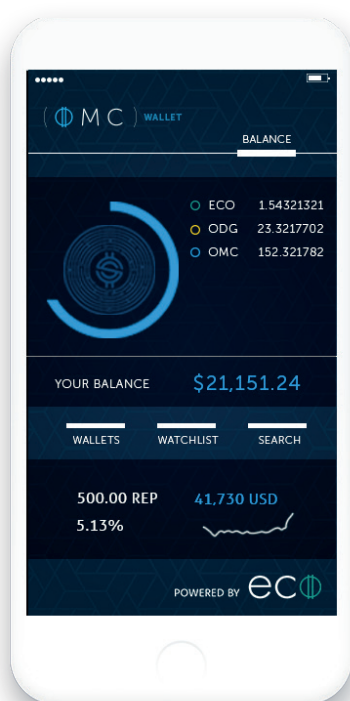 (ⓄMC) WALLET
BALANCE
ECO 1.54321321
ODG 23.3217702
OMC 152.321782
YOUR BALANCE $21,151.24
WALLETS WATCHLIST SEARCH
500.00 REP 41,730 USD
5.13%
POWERED BY eco